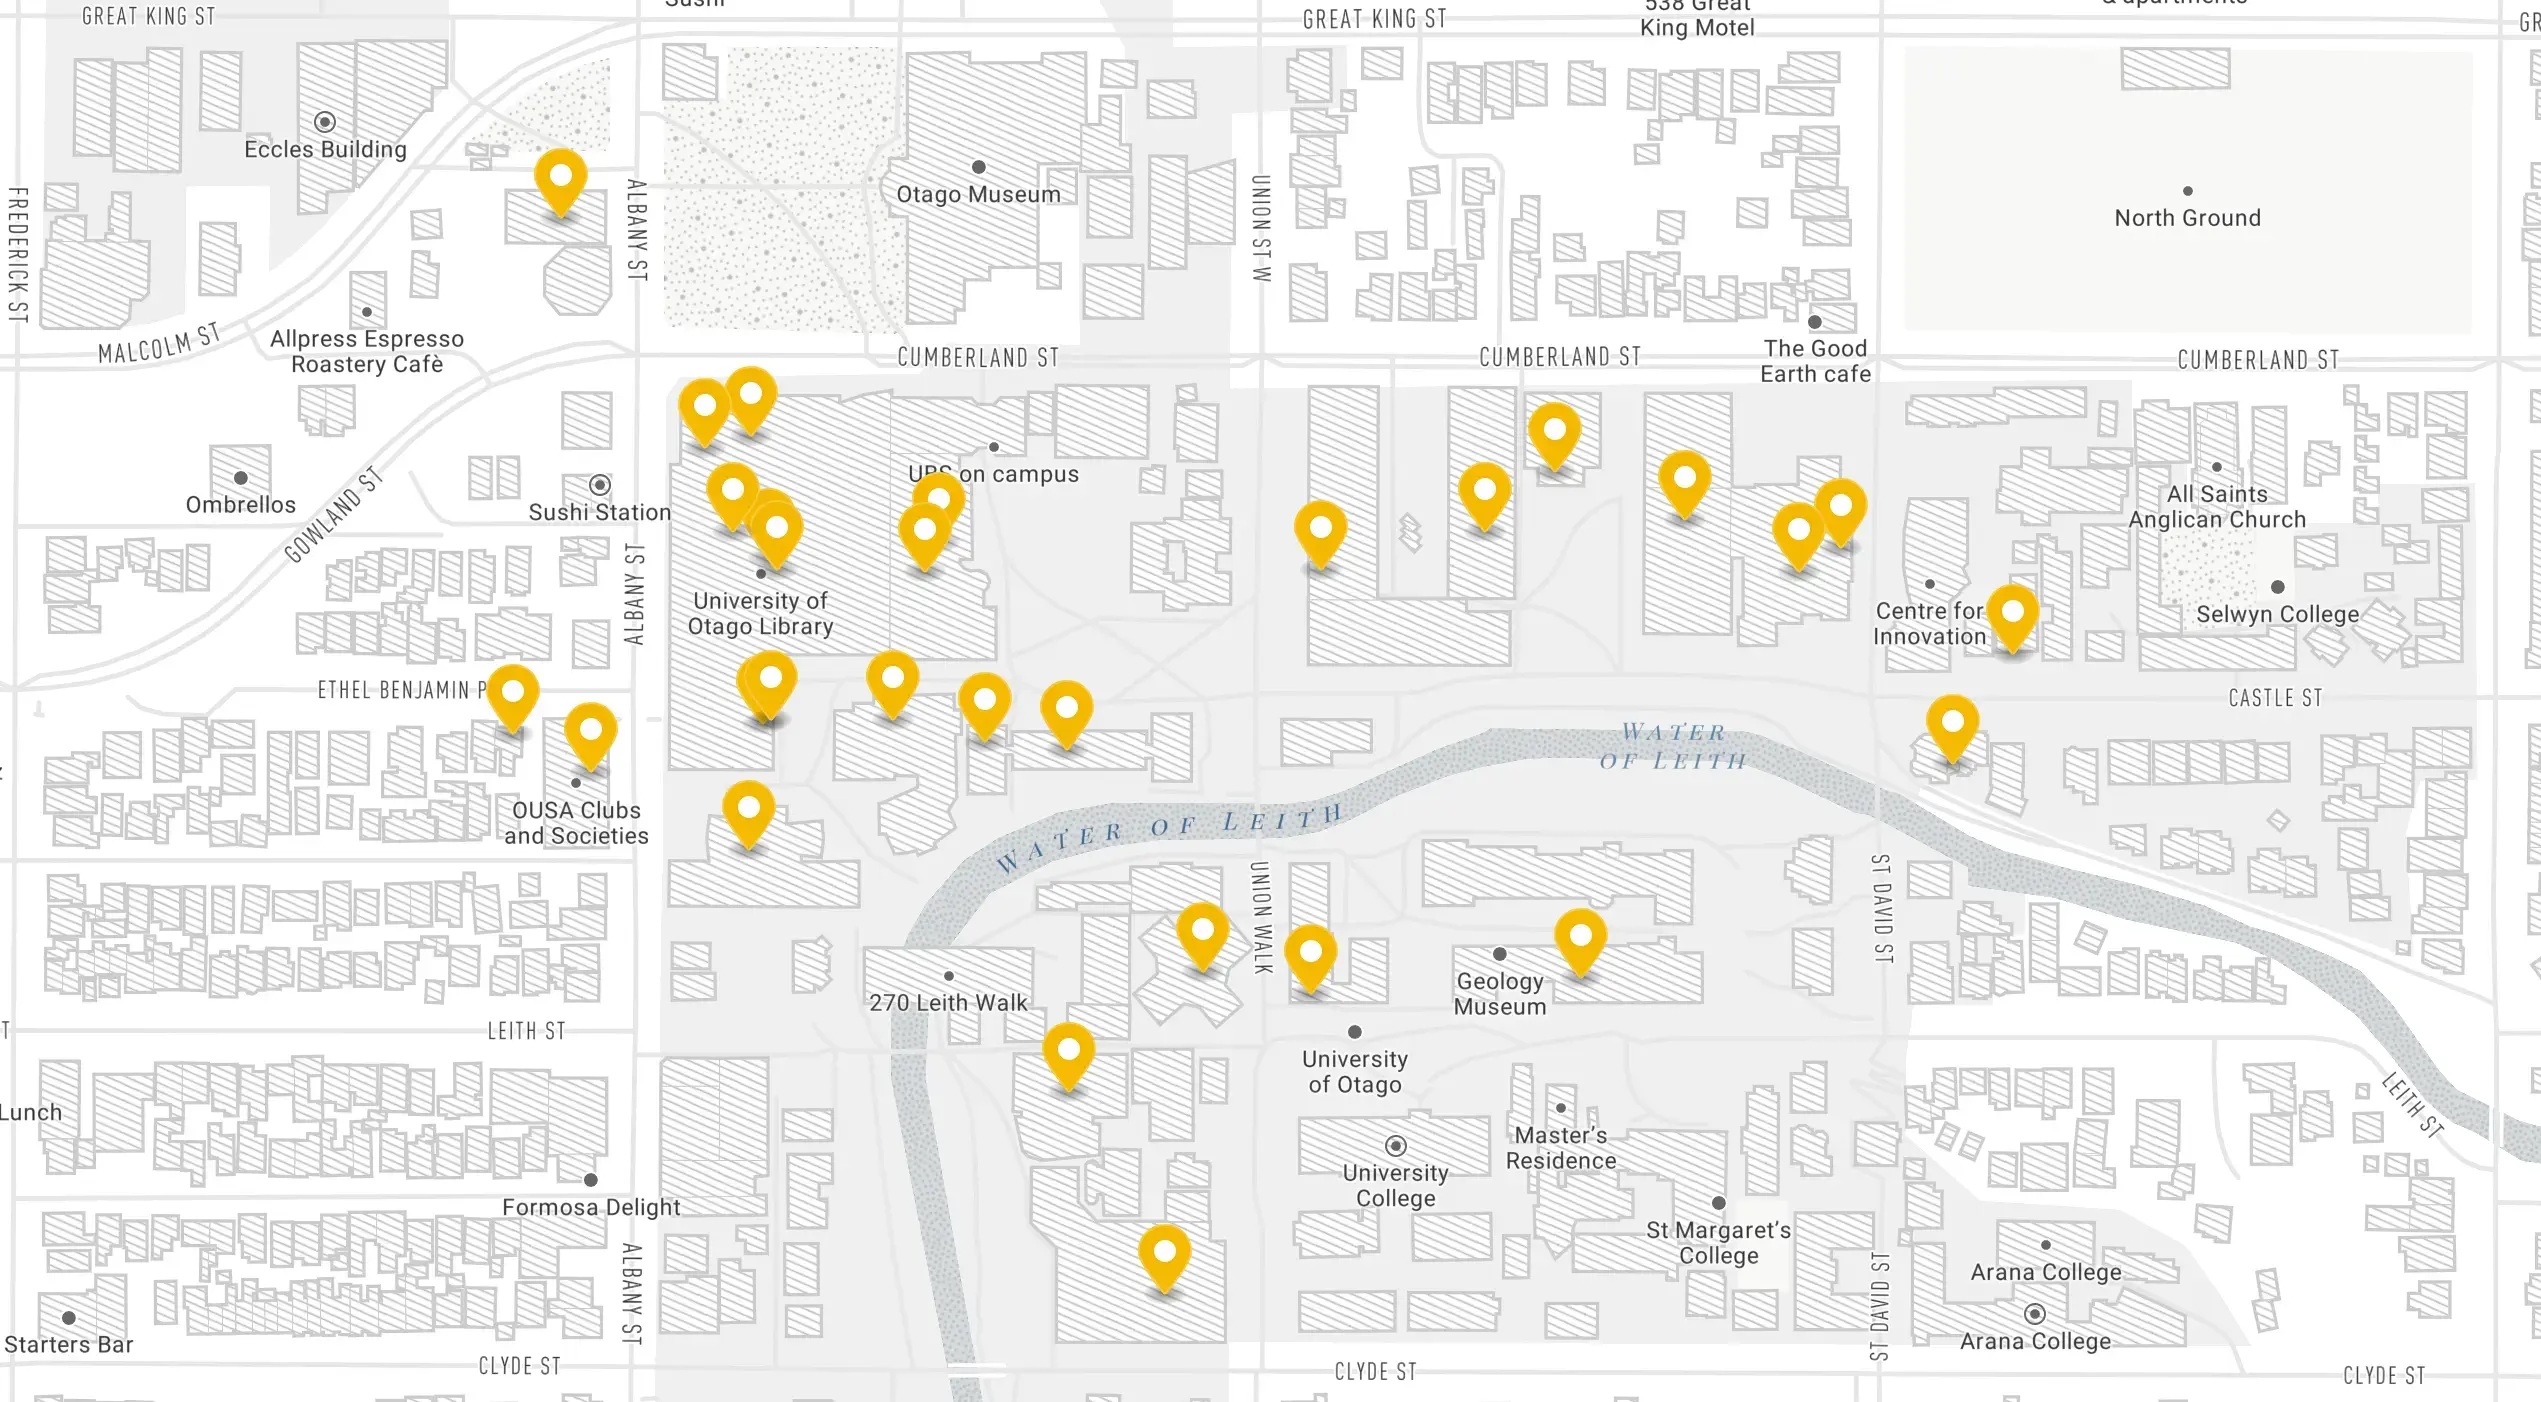 GREAT KING ST
Sushi
GREAT KING ST
538 Great
King Motel
& apartments
GR
Eccles Building
Otago Museum
North Ground
FREDERICK ST
ALBANY ST
UNION ST W
MALCOLM ST
Allpress Espresso
Roastery Cafè
CUMBERLAND ST
CUMBERLAND ST
The Good
Earth cafe
CUMBERLAND ST
Ombrellos
GOWLAND ST
Sushi Station
UBS on campus
All Saints
Anglican Church
ALBANY ST
University of
Otago Library
Centre for
Innovation
Selwyn College
ETHEL BENJAMIN P
CASTLE ST
WATER
OF LEITH
OUSA Clubs
and Societies
WATER OF LEITH
UNION WALK
ST DAVID ST
270 Leith Walk
Geology
Museum
LEITH ST
University
of Otago
LEITH ST
Lunch
Master's
Residence
University
College
Formosa Delight
St Margaret's
College
ALBANY ST
ST DAVID ST
Arana College
Arana College
Starters Bar
CLYDE ST
CLYDE ST
CLYDE ST